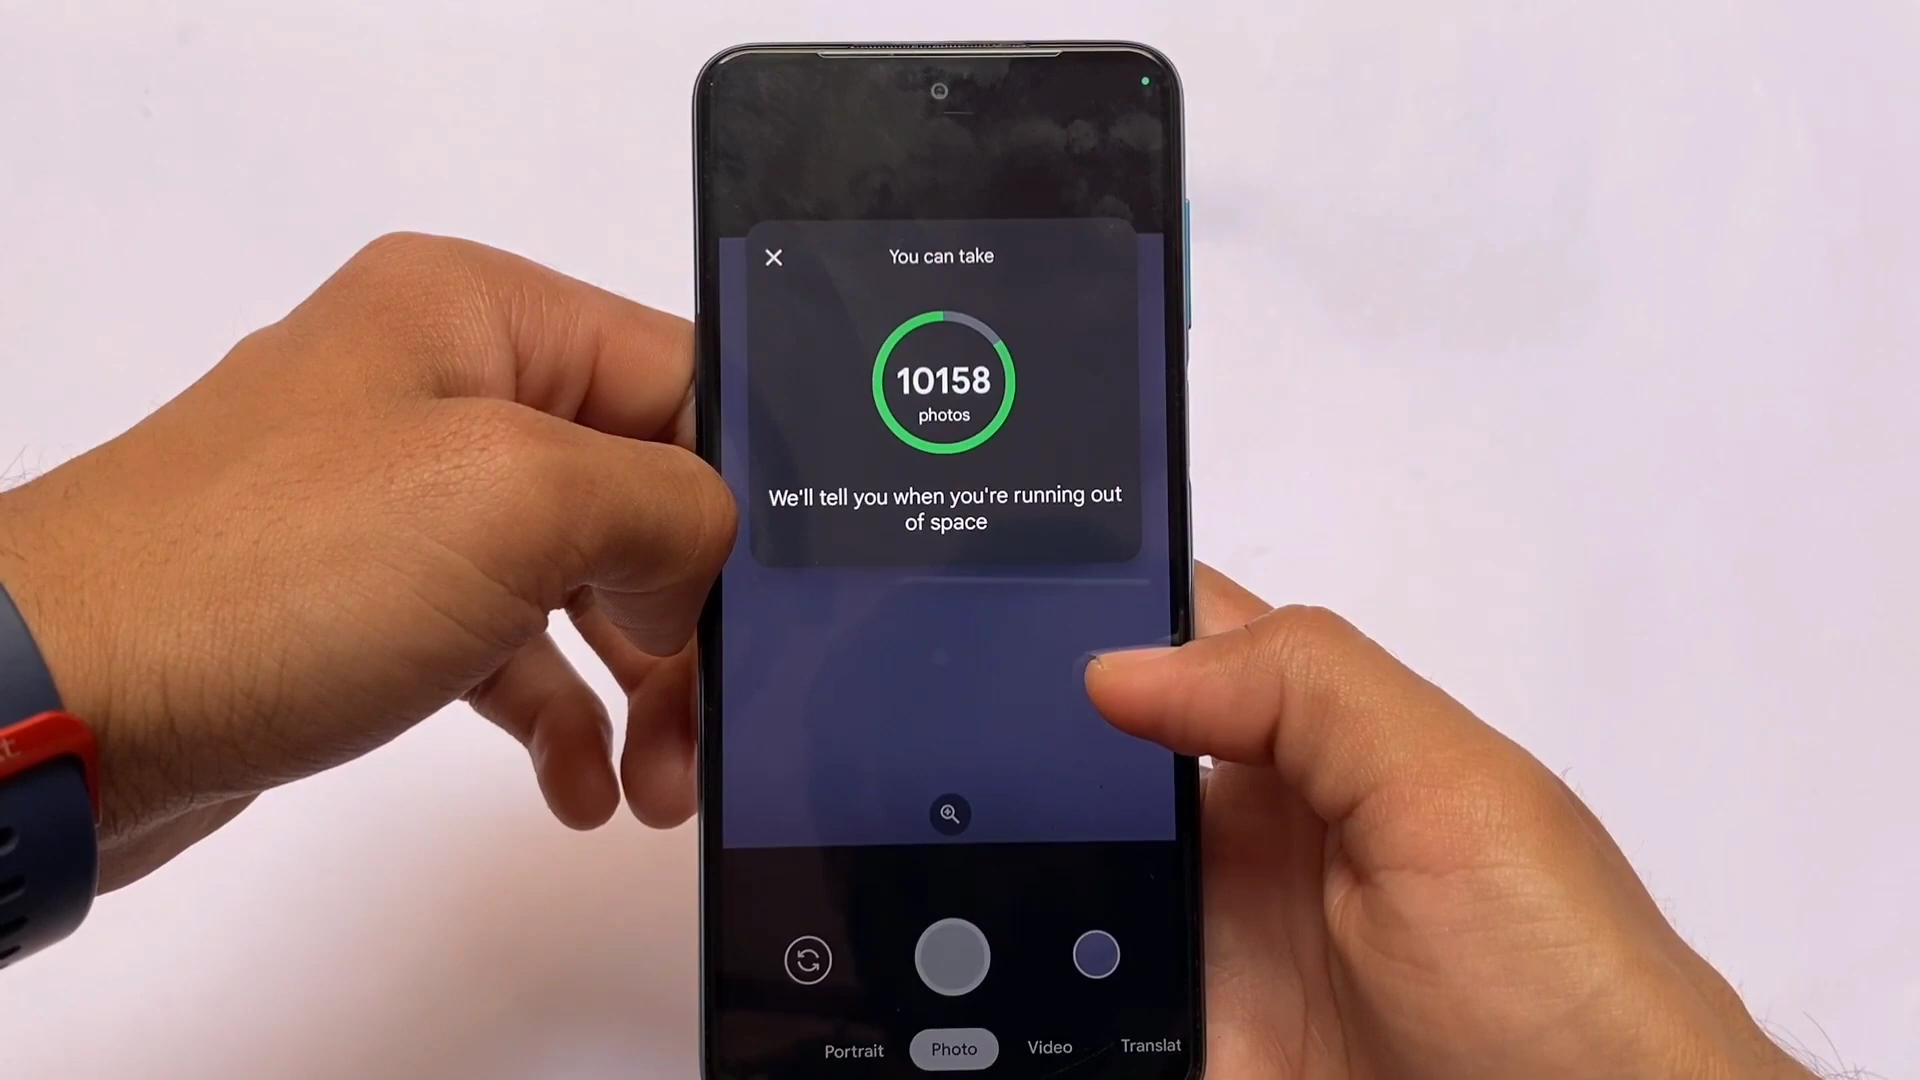 You can take
10158
photos
We'll tell you when you're running out
of space
Portrait
Photo
Video
Translat